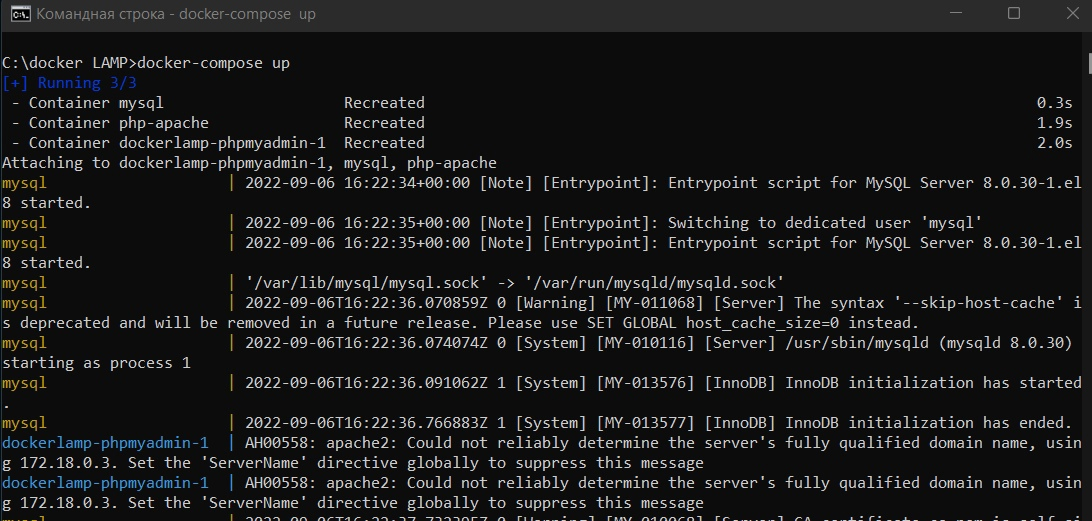 Командная строка - docker-compose up
C:\docker LAMP>docker-compose up
[+] Running 3/3
- Container mysql Recreated 0.3s
- Container php-apache Recreated 1.9s
- Container dockerlamp-phpmyadmin-1 Recreated 2.0s
Attaching to dockerlamp-phpmyadmin-1, mysql, php-apache
mysql | 2022-09-06 16:22:34+00:00 [Note] [Entrypoint]: Entrypoint script for MySQL Server 8.0.30-1.el
8 started.
mysql | 2022-09-06 16:22:35+00:00 [Note] [Entrypoint]: Switching to dedicated user 'mysql'
mysql | 2022-09-06 16:22:35+00:00 [Note] [Entrypoint]: Entrypoint script for MySQL Server 8.0.30-1.el
8 started.
mysql | '/var/lib/mysql/mysql.sock' -> '/var/run/mysqld/mysqld.sock'
mysql | 2022-09-06T16:22:36.070859Z 0 [Warning] [MY-011068] [Server] The syntax '--skip-host-cache' i
s deprecated and will be removed in a future release. Please use SET GLOBAL host_cache_size=0 instead.
mysql | 2022-09-06T16:22:36.074074Z 0 [System] [MY-010116] [Server] /usr/sbin/mysqld (mysqld 8.0.30)
starting as process 1
mysql | 2022-09-06T16:22:36.091062Z 1 [System] [MY-013576] [InnoDB] InnoDB initialization has started
.
mysql | 2022-09-06T16:22:36.766883Z 1 [System] [MY-013577] [InnoDB] InnoDB initialization has ended.
dockerlamp-phpmyadmin-1 | AH00558: apache2: Could not reliably determine the server's fully qualified domain name, usin
g 172.18.0.3. Set the 'ServerName' directive globally to suppress this message
dockerlamp-phpmyadmin-1 | AH00558: apache2: Could not reliably determine the server's fully qualified domain name, usin
g 172.18.0.3. Set the 'ServerName' directive globally to suppress this message